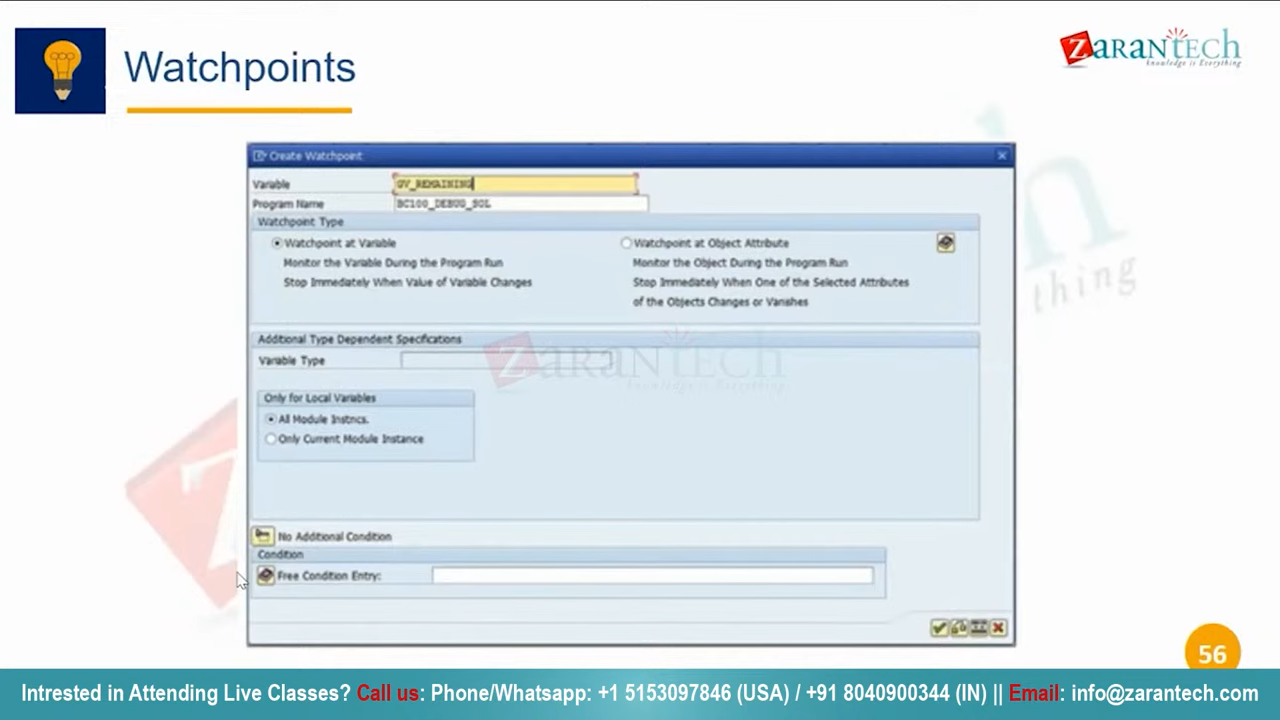 Watchpoints
ZaranTech
knowledge is Everything
Create Watchpoint
Variable GV_REMAINING
Program Name BC100_DEBUG_SOL
Watchpoint Type
Watchpoint at Variable Watchpoint at Object Attribute
Monitor the Variable During the Program Run Monitor the Object During the Program Run
Stop Immediately When Value of Variable Changes Stop Immediately When One of the Selected Attributes
of the Objects Changes or Vanishes
thing
Additional Type Dependent Specifications
Variable Type
ZaranTech
knowledge is Everything
Only for Local Variables
All Module Instncs.
Only Current Module Instance
No Additional Condition
Condition
Free Condition Entry:
56
Intrested in Attending Live Classes? Call us: Phone/Whatsapp: +1 5153097846 (USA) / +91 8040900344 (IN) || Email: info@zarantech.com